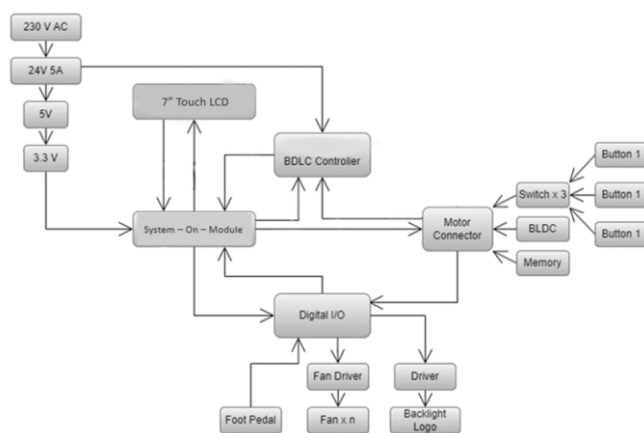 230 V AC
24V 5A
7" Touch LCD
5V
3.3 V
BDLC Controller
Button 1
Switch x 3
Button 1
Motor
Connector
System – On – Module
BLDC
Button 1
Memory
Digital I/O
Fan Driver
Driver
Foot Pedal
Fan x n
Backlight
Logo